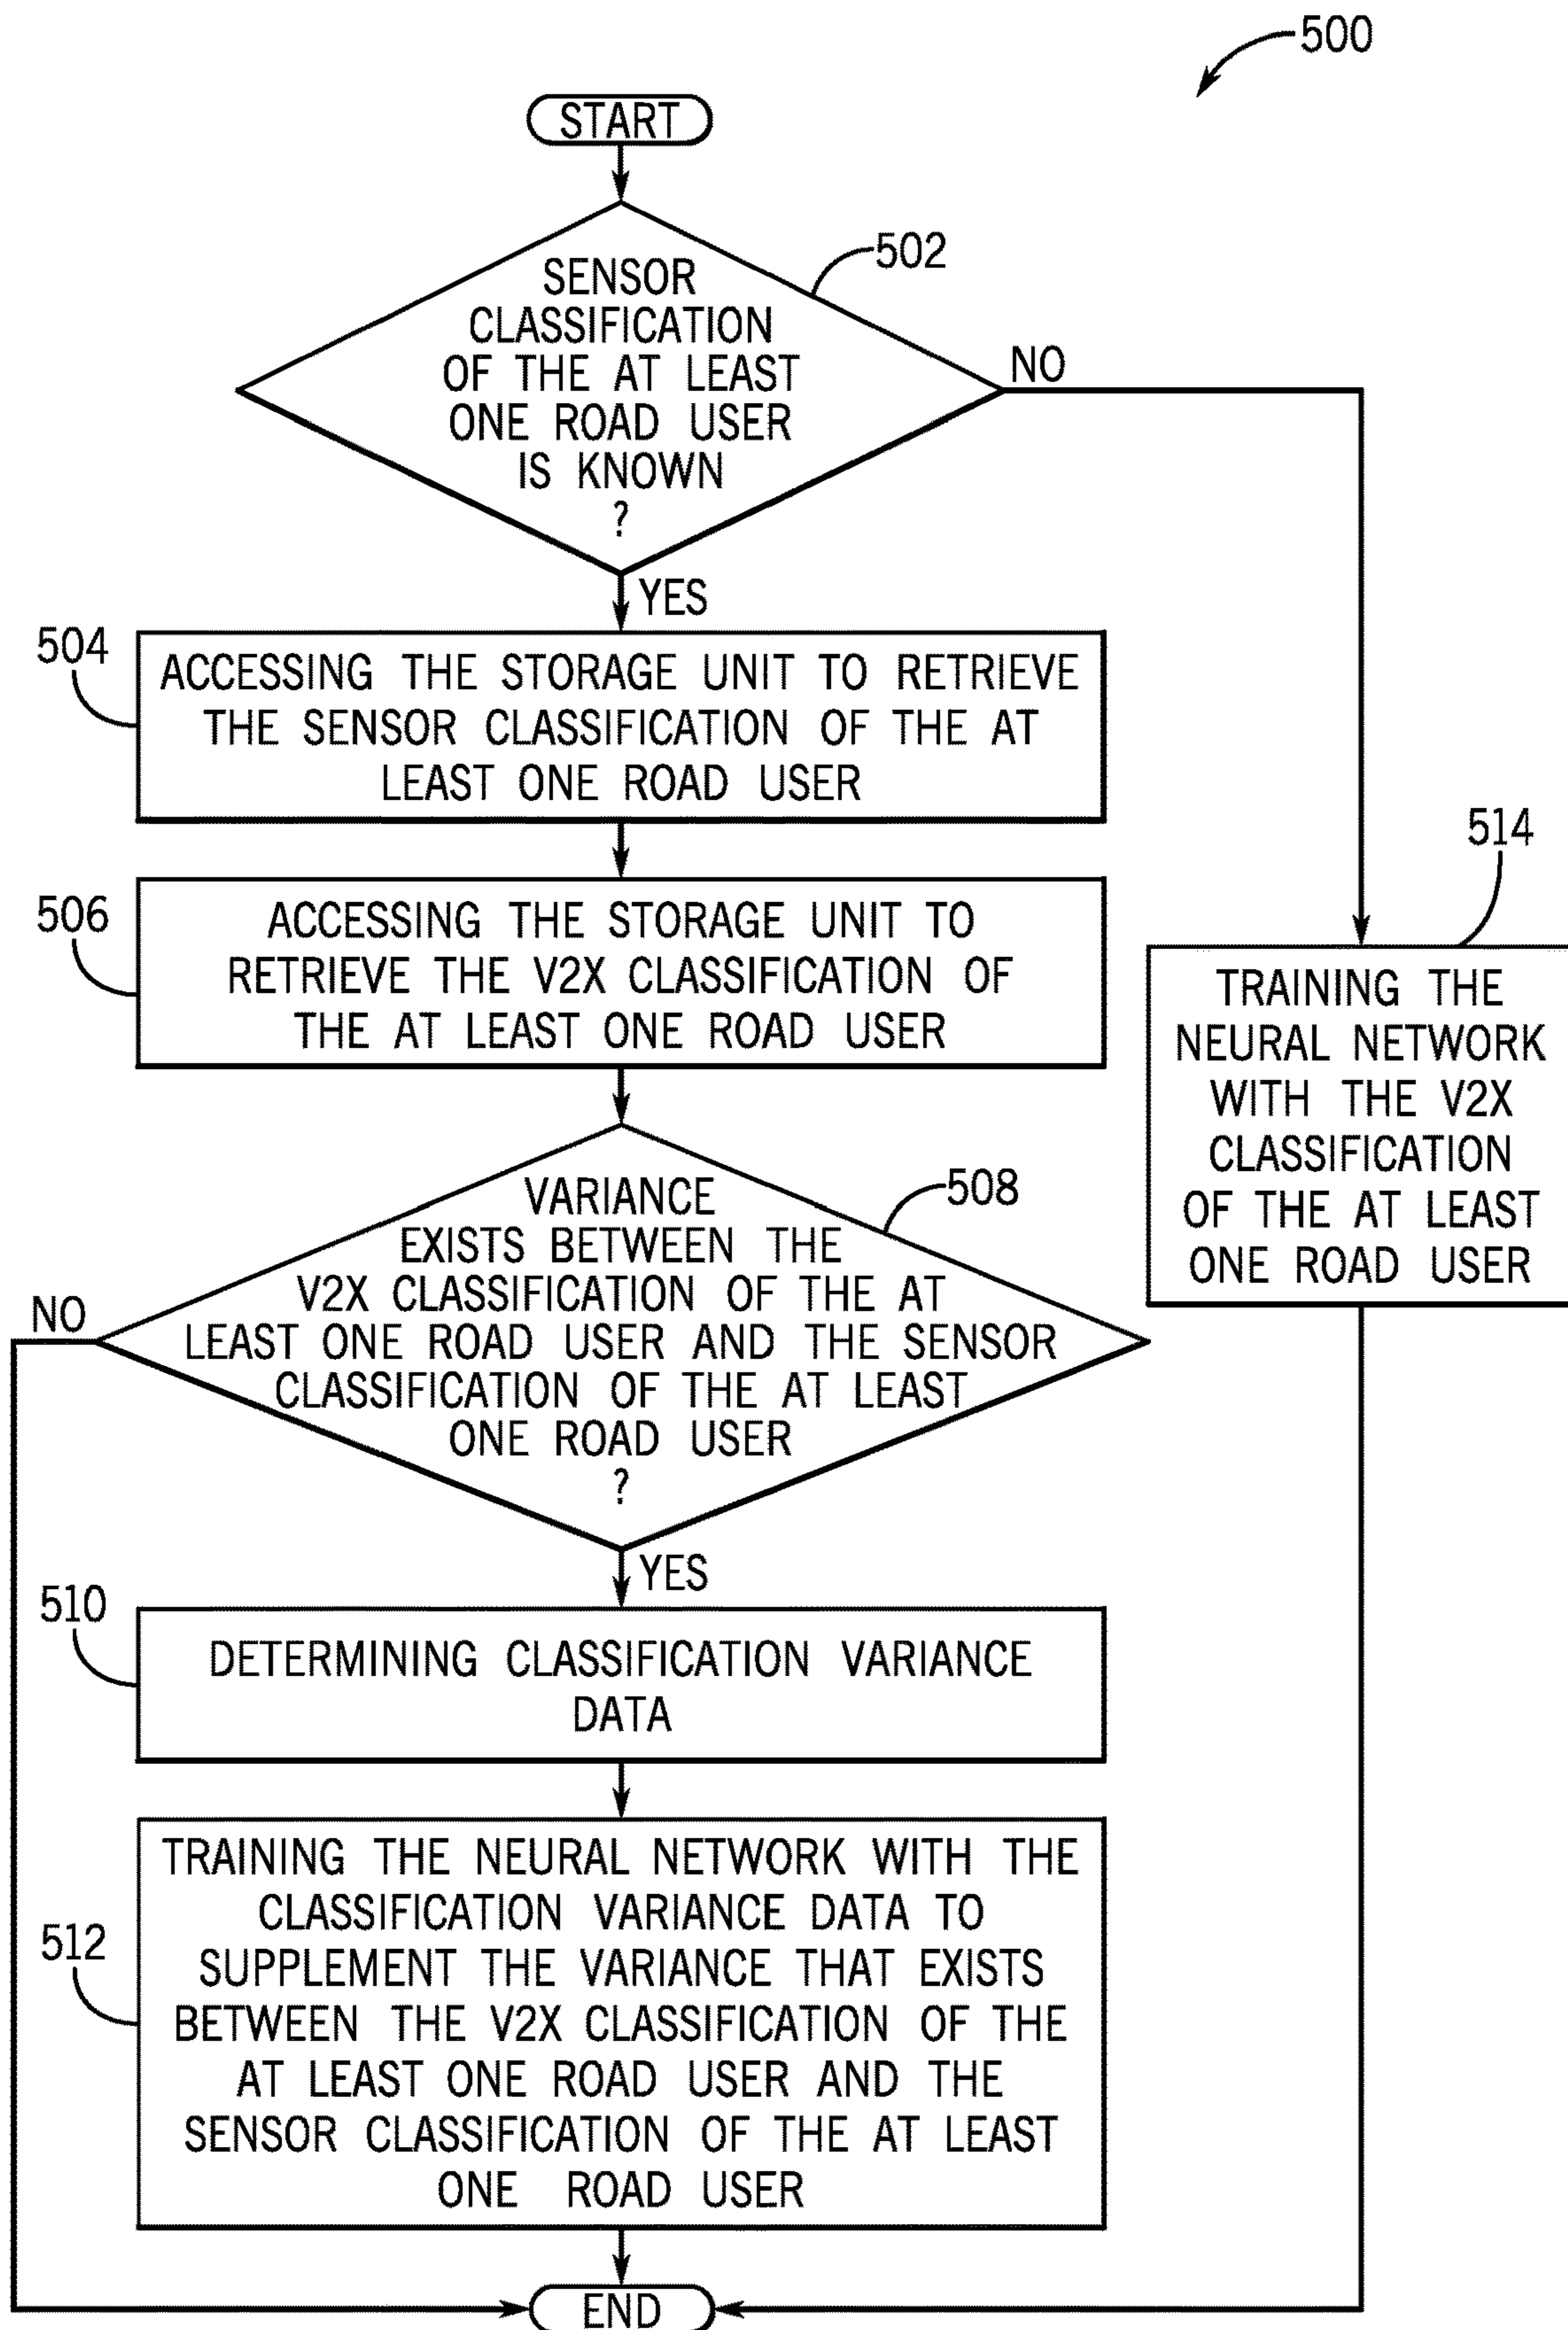 500
START
502
SENSOR
CLASSIFICATION
OF THE AT LEAST
ONE ROAD USER
IS KNOWN
?
NO
YES
504
ACCESSING THE STORAGE UNIT TO RETRIEVE
THE SENSOR CLASSIFICATION OF THE AT
LEAST ONE ROAD USER
506
ACCESSING THE STORAGE UNIT TO
RETRIEVE THE V2X CLASSIFICATION OF
THE AT LEAST ONE ROAD USER
514
TRAINING THE
NEURAL NETWORK
WITH THE V2X
CLASSIFICATION
OF THE AT LEAST
ONE ROAD USER
508
VARIANCE
EXISTS BETWEEN THE
V2X CLASSIFICATION OF THE AT
LEAST ONE ROAD USER AND THE SENSOR
CLASSIFICATION OF THE AT LEAST
ONE ROAD USER
?
NO
YES
510
DETERMINING CLASSIFICATION VARIANCE
DATA
512
TRAINING THE NEURAL NETWORK WITH THE
CLASSIFICATION VARIANCE DATA TO
SUPPLEMENT THE VARIANCE THAT EXISTS
BETWEEN THE V2X CLASSIFICATION OF THE
AT LEAST ONE ROAD USER AND THE
SENSOR CLASSIFICATION OF THE AT LEAST
ONE ROAD USER
END